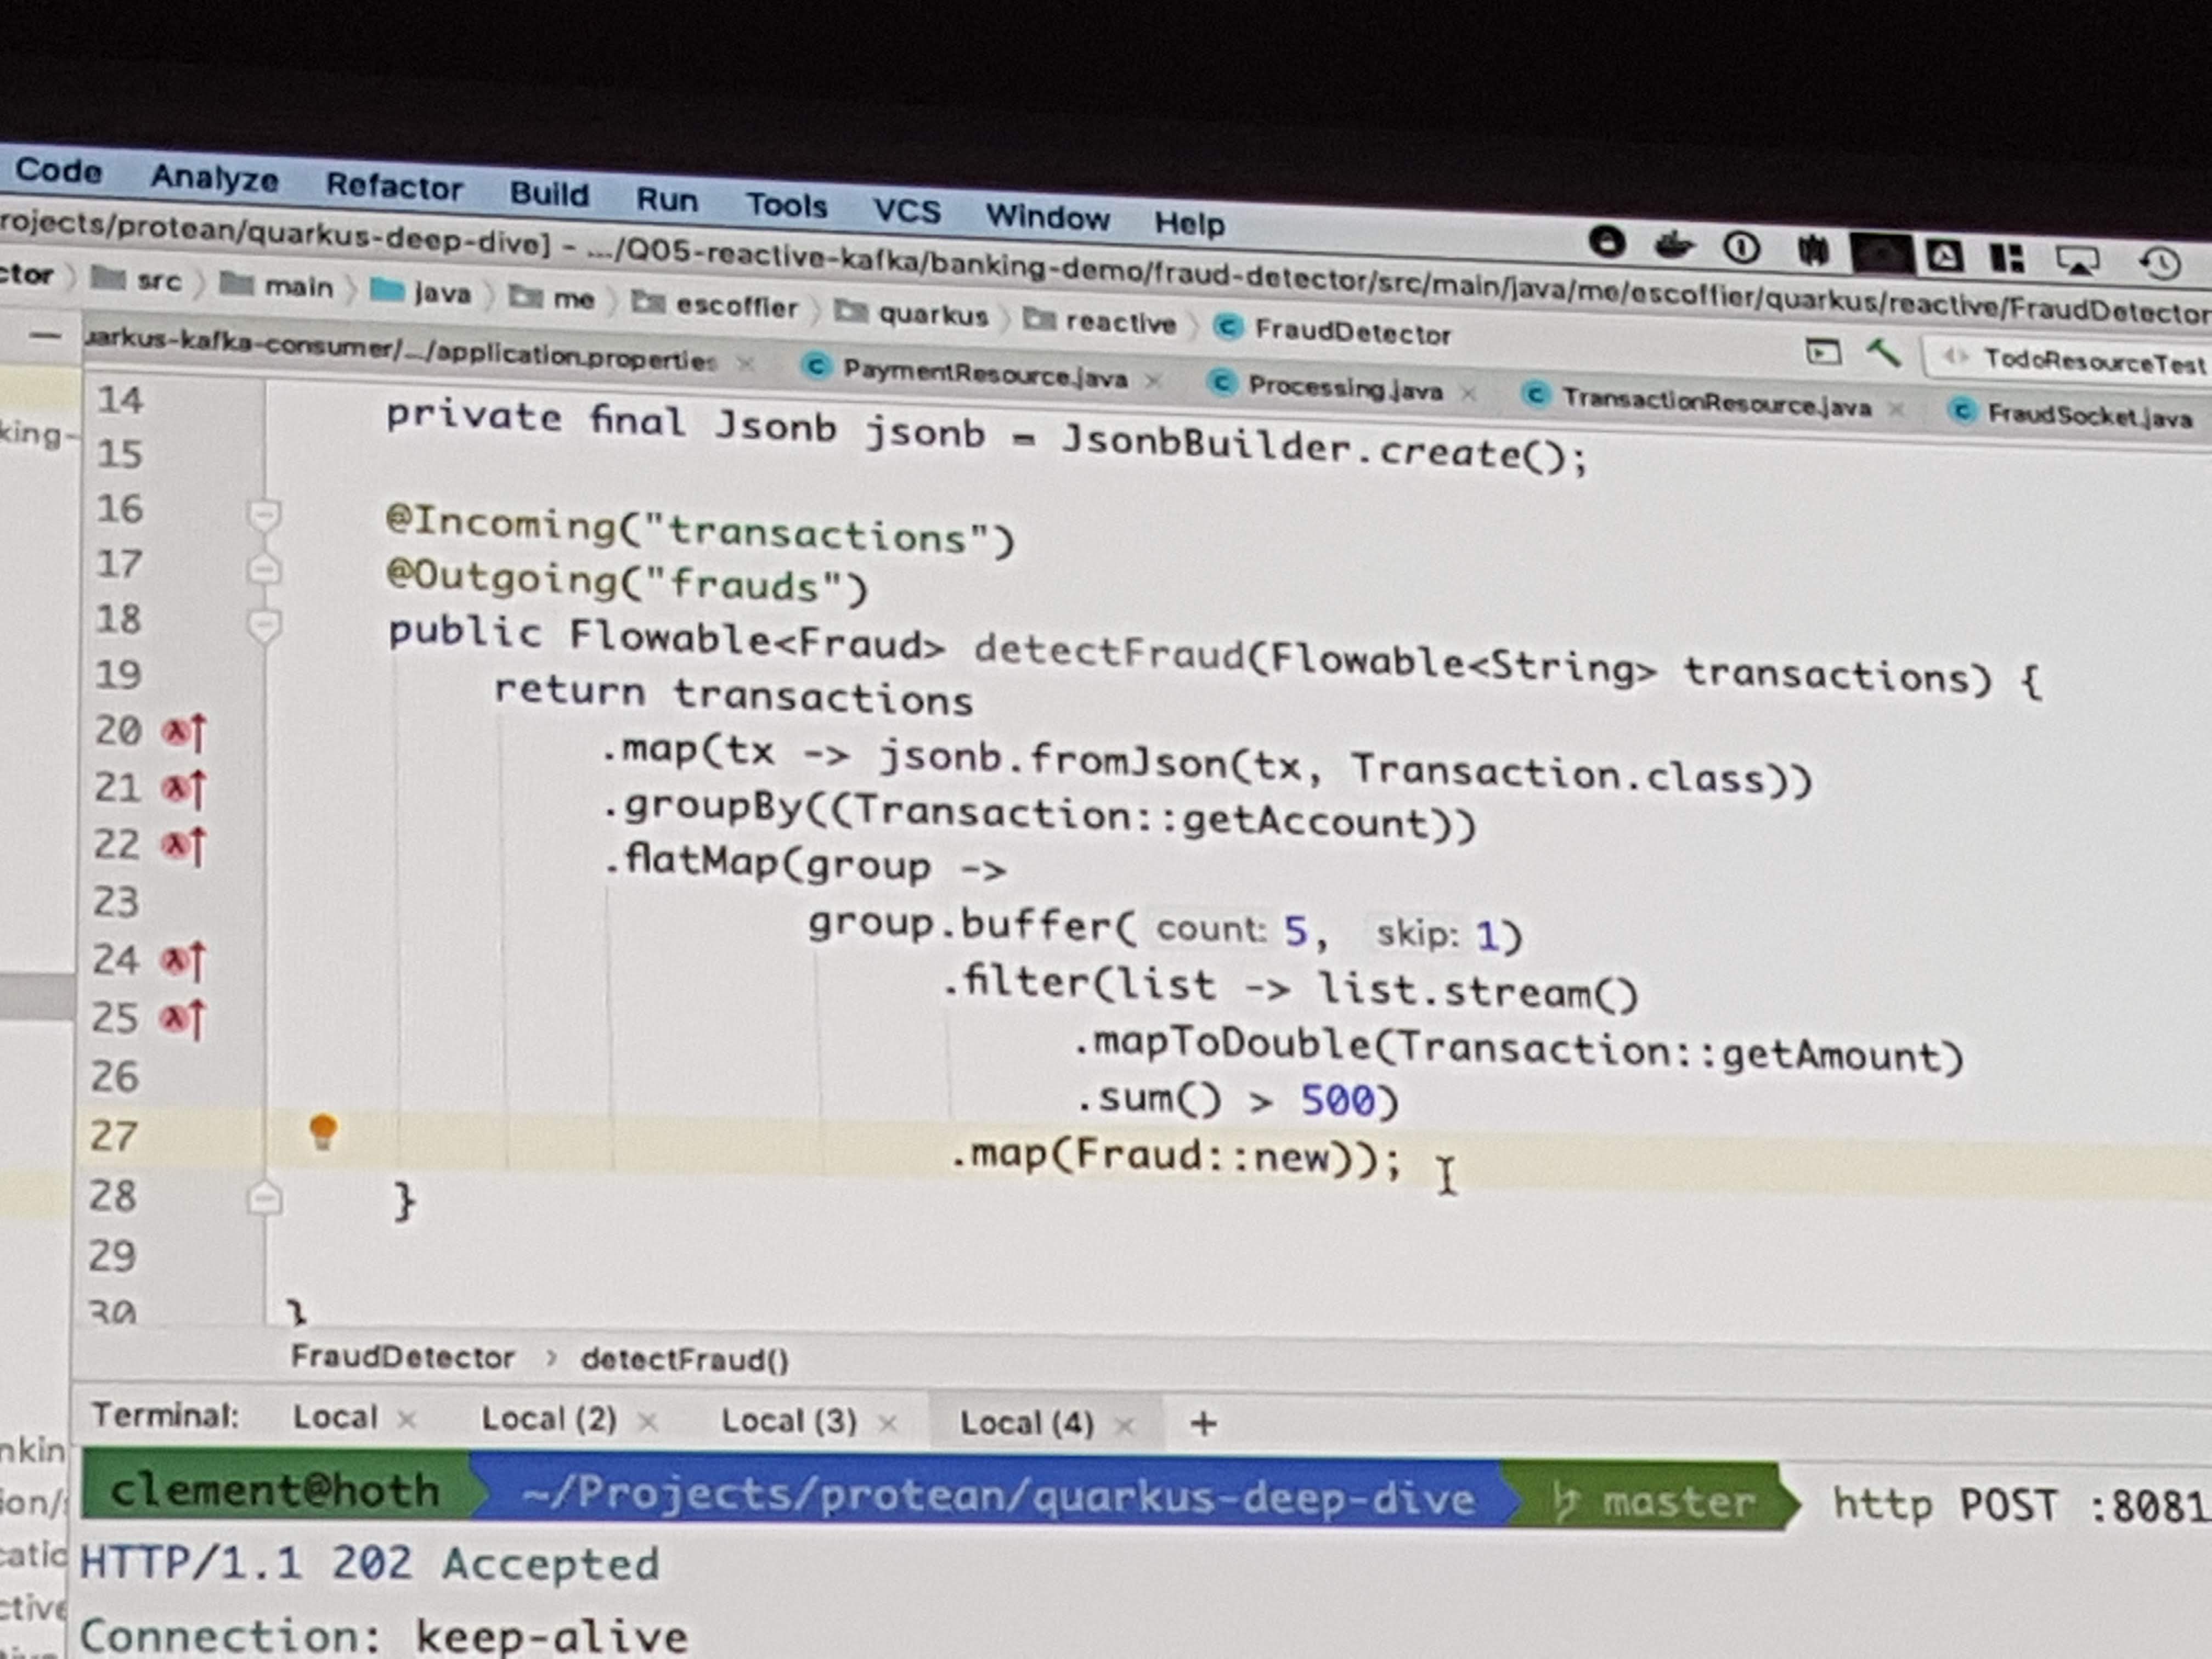 Code Analyze Refactor Build Run Tools VCS Window Help
rojects/protean/quarkus-deep-dive] - .../Q05-reactive-kafka/banking-demo/fraud-detector/src/main/java/me/escoffier/quarkus/reactive/FraudDetector
ctor src main java me escoffier quarkus reactive FraudDetector
TodoResourceTest
uarkus-kafka-consumer/.../application.properties PaymentResource.java Processing.java TransactionResource.java FraudSocket.java
king-
14 private final Jsonb jsonb = JsonbBuilder.create();
15
16 @Incoming("transactions")
17 @Outgoing("frauds")
18 public Flowable<Fraud> detectFraud(Flowable<String> transactions) {
19 return transactions
20 .map(tx -> jsonb.fromJson(tx, Transaction.class))
21 .groupBy((Transaction::getAccount))
22 .flatMap(group ->
23 group.buffer( count: 5, skip: 1)
24 .filter(list -> list.stream()
25 .mapToDouble(Transaction::getAmount)
26 .sum() > 500)
27 .map(Fraud::new));
28 }
29
30 }
FraudDetector > detectFraud()
Terminal: Local Local (2) Local (3) Local (4) +
nkin
ion/
catio
ctive
clement@hoth ~/Projects/protean/quarkus-deep-dive master http POST :8081
HTTP/1.1 202 Accepted
Connection: keep-alive